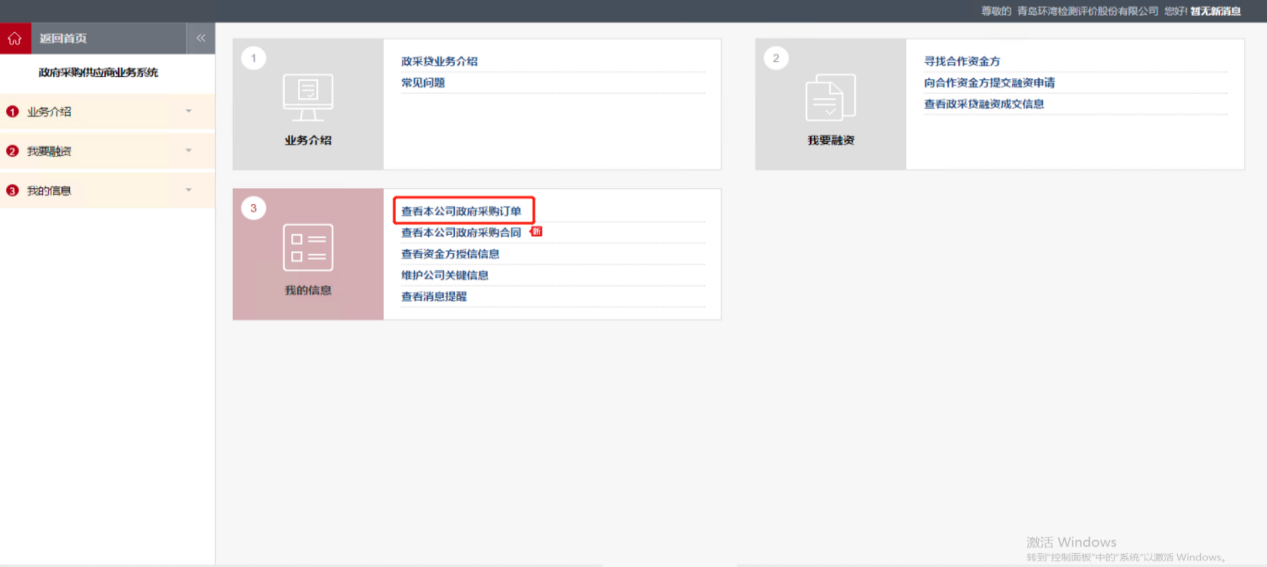 尊敬的 青岛环湾检测评价股份有限公司 您好! 暂无新消息
返回首页 «
政府采购供应商业务系统
1 业务介绍
2 我要融资
3 我的信息
1
业务介绍
政采贷业务介绍
常见问题
2
我要融资
寻找合作资金方
向合作资金方提交融资申请
查看政采贷融资成交信息
3
我的信息
查看本公司政府采购订单
查看本公司政府采购合同 新
查看资金方授信信息
维护公司关键信息
查看消息提醒
激活 Windows
转到"控制面板"中的"系统"以激活 Windows。